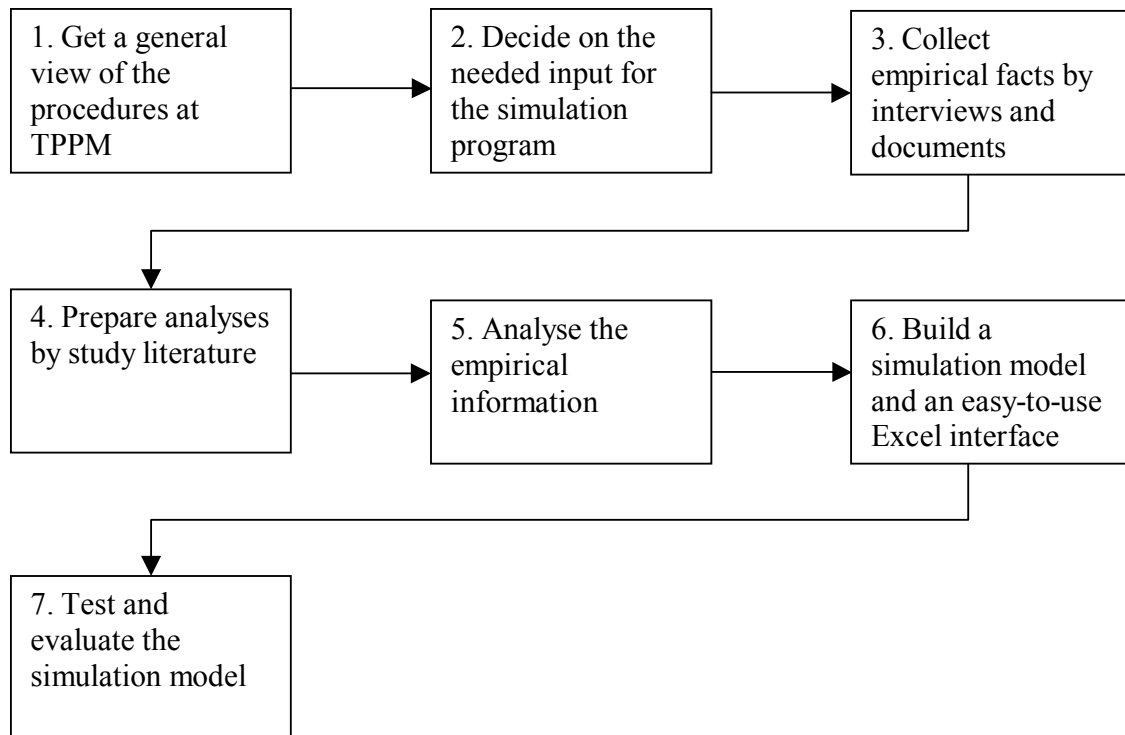 1. Get a general
view of the
procedures at
TPPM
2. Decide on the
needed input for
the simulation
program
3. Collect
empirical facts by
interviews and
documents
4. Prepare analyses
by study literature
5. Analyse the
empirical
information
6. Build a
simulation model
and an easy-to-use
Excel interface
7. Test and
evaluate the
simulation model